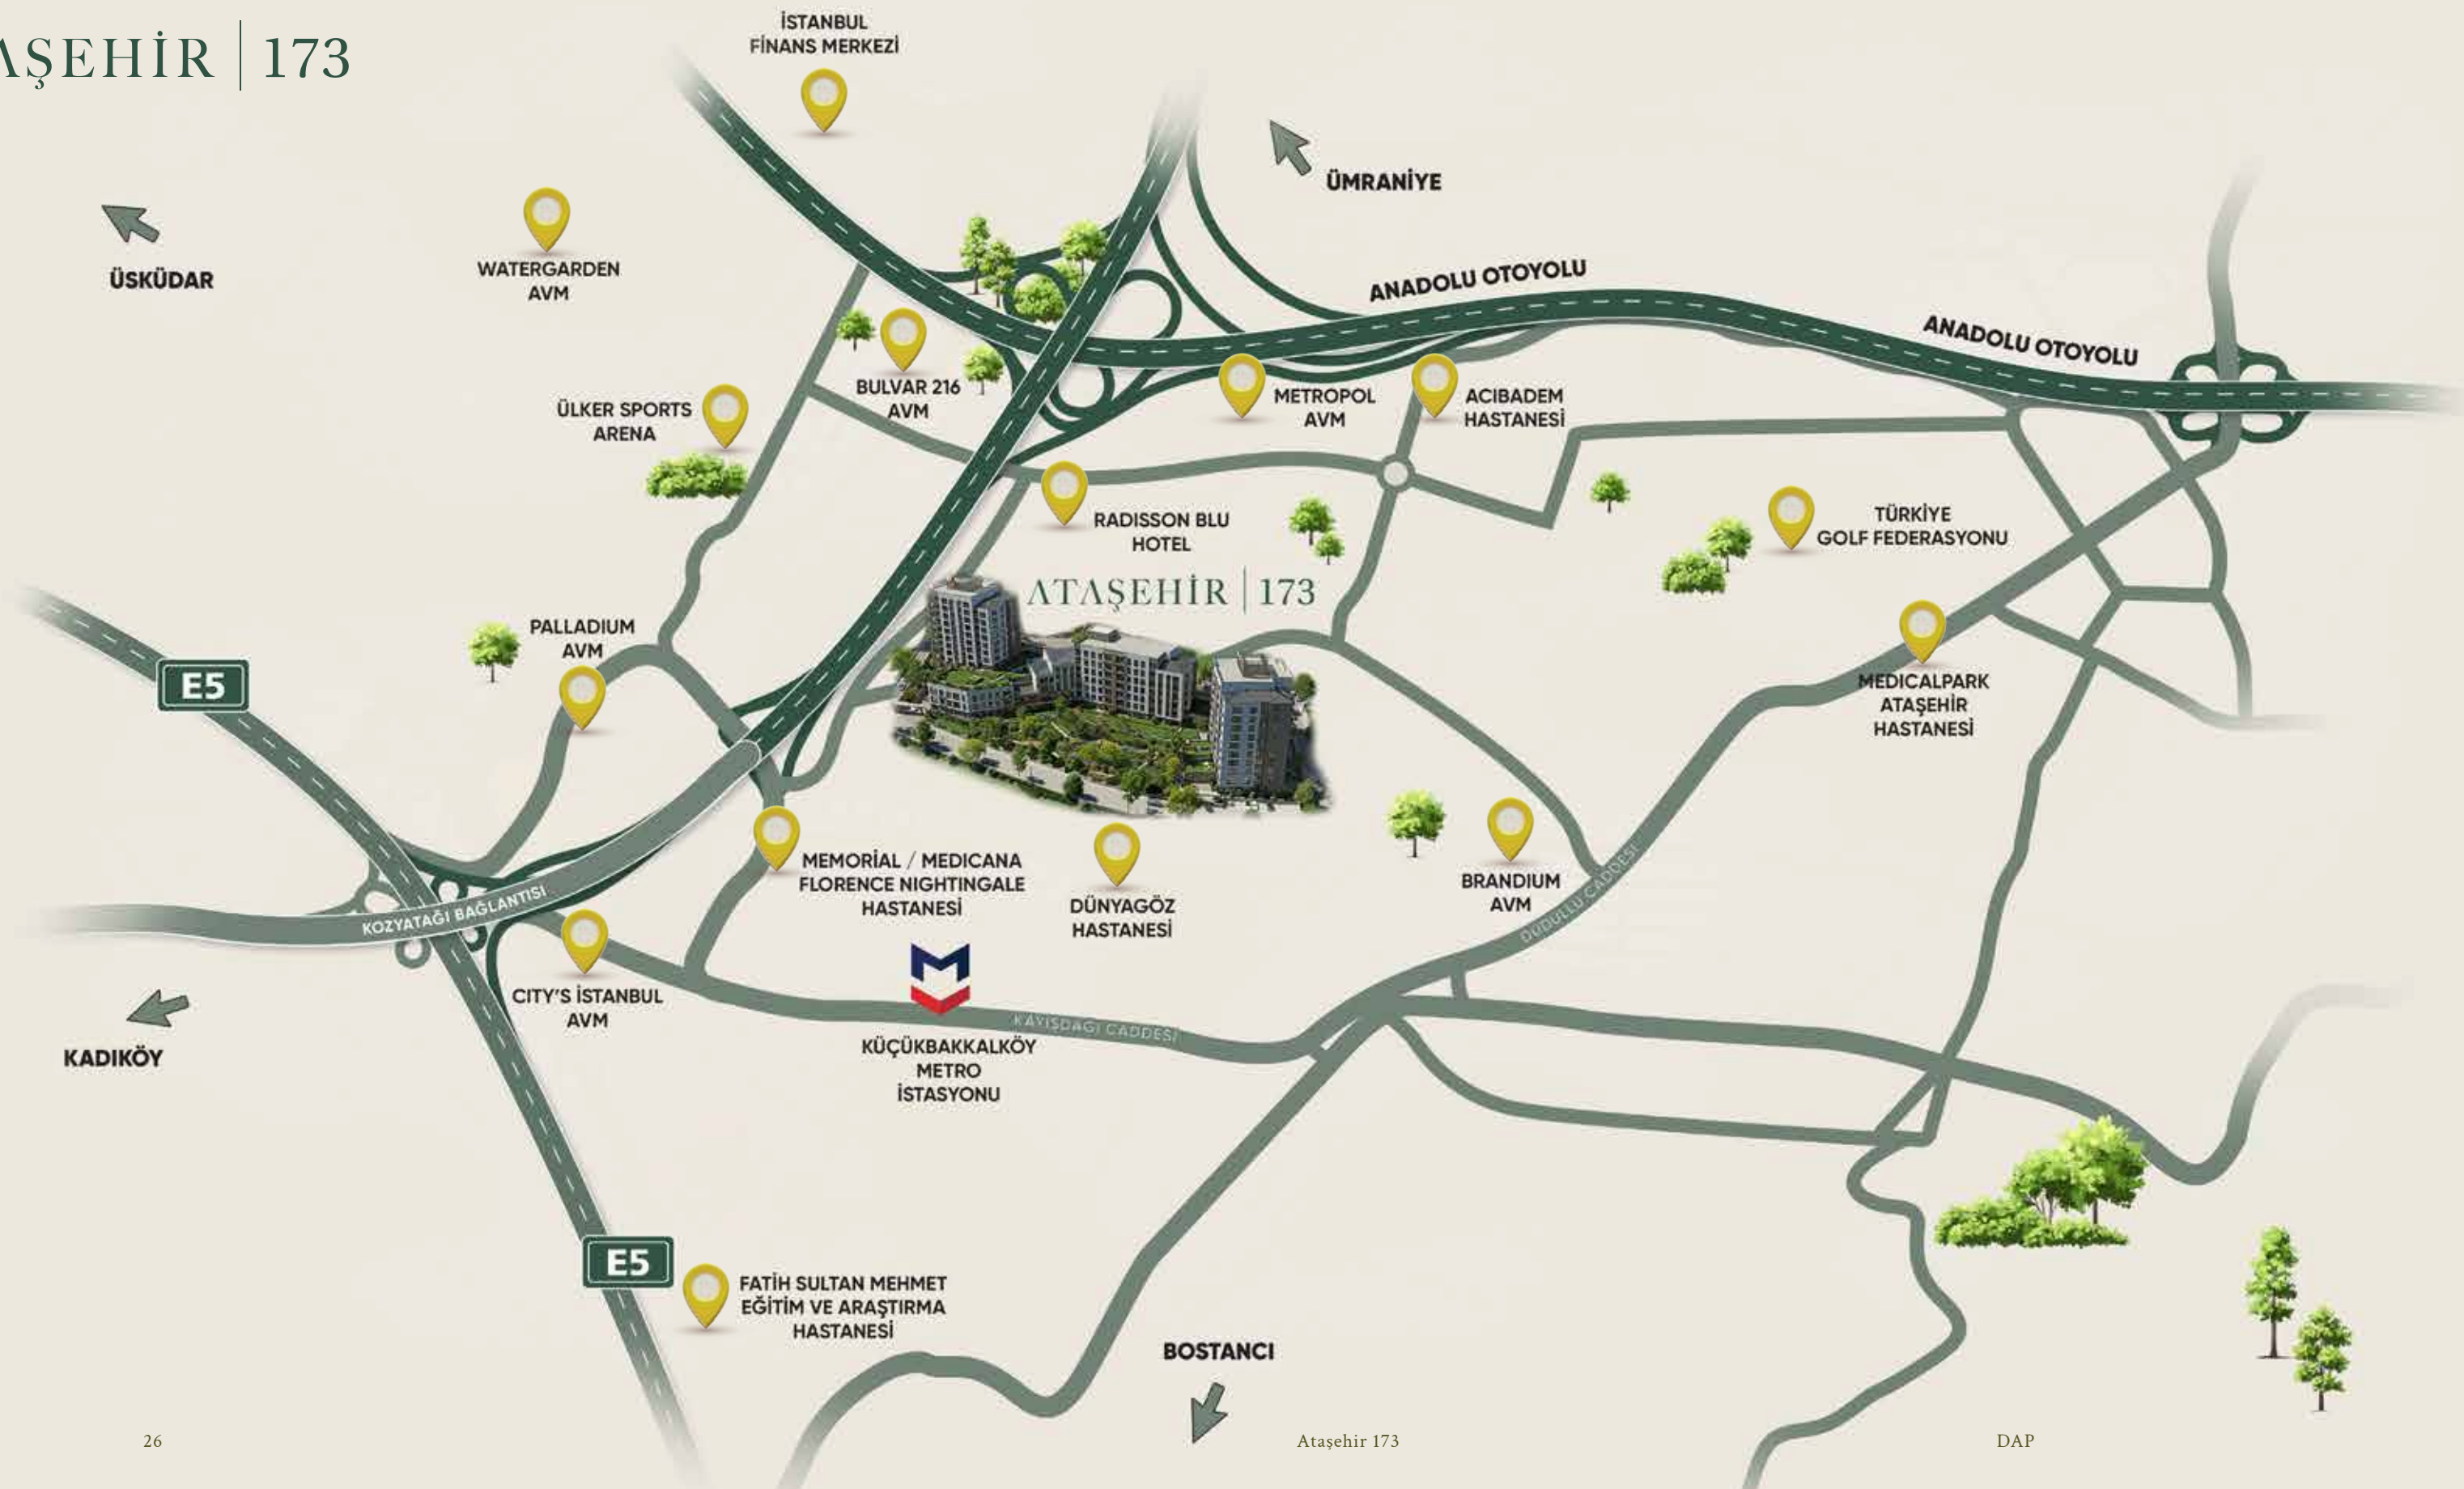 AŞEHİR | 173
İSTANBUL
FİNANS MERKEZİ
ÜMRANİYE
ÜSKÜDAR
WATERGARDEN
AVM
ANADOLU OTOYOLU
ANADOLU OTOYOLU
BULVAR 216
AVM
METROPOL
AVM
ACIBADEM
HASTANESİ
ÜLKER SPORTS
ARENA
RADISSON BLU
HOTEL
TÜRKİYE
GOLF FEDERASYONU
ATAŞEHİR | 173
PALLADIUM
AVM
E5
MEDICALPARK
ATAŞEHİR
HASTANESİ
MEMORİAL / MEDICANA
FLORENCE NIGHTINGALE
HASTANESİ
DÜNYAGÖZ
HASTANESİ
BRANDIUM
AVM
DUDULLU CADDESİ
KOZYATAĞI BAĞLANTISI
CITY'S İSTANBUL
AVM
KAYIŞDAĞI CADDESİ
KADIKÖY
KÜÇÜKBAKKALKÖY
METRO
İSTASYONU
E5
FATİH SULTAN MEHMET
EĞİTİM VE ARAŞTIRMA
HASTANESİ
BOSTANCI
26
Ataşehir 173
DAP